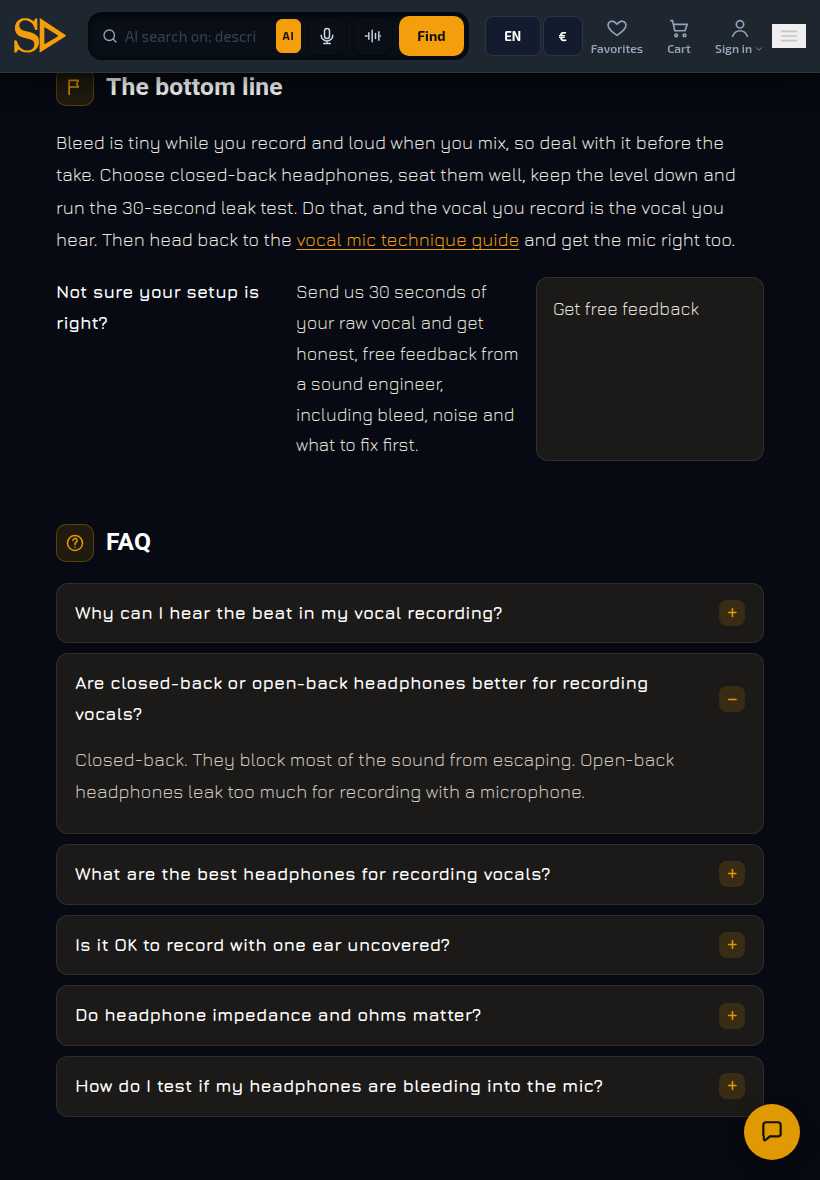 SD
AI search on: descri
AI
Find
EN
€
Favorites
Cart
Sign in
The bottom line
Bleed is tiny while you record and loud when you mix, so deal with it before the
take. Choose closed-back headphones, seat them well, keep the level down and
run the 30-second leak test. Do that, and the vocal you record is the vocal you
hear. Then head back to the vocal mic technique guide and get the mic right too.
Not sure your setup is
right?
Send us 30 seconds of
your raw vocal and get
honest, free feedback from
a sound engineer,
including bleed, noise and
what to fix first.
Get free feedback
FAQ
Why can I hear the beat in my vocal recording?
+
Are closed-back or open-back headphones better for recording
vocals?
−
Closed-back. They block most of the sound from escaping. Open-back
headphones leak too much for recording with a microphone.
What are the best headphones for recording vocals?
+
Is it OK to record with one ear uncovered?
+
Do headphone impedance and ohms matter?
+
How do I test if my headphones are bleeding into the mic?
+